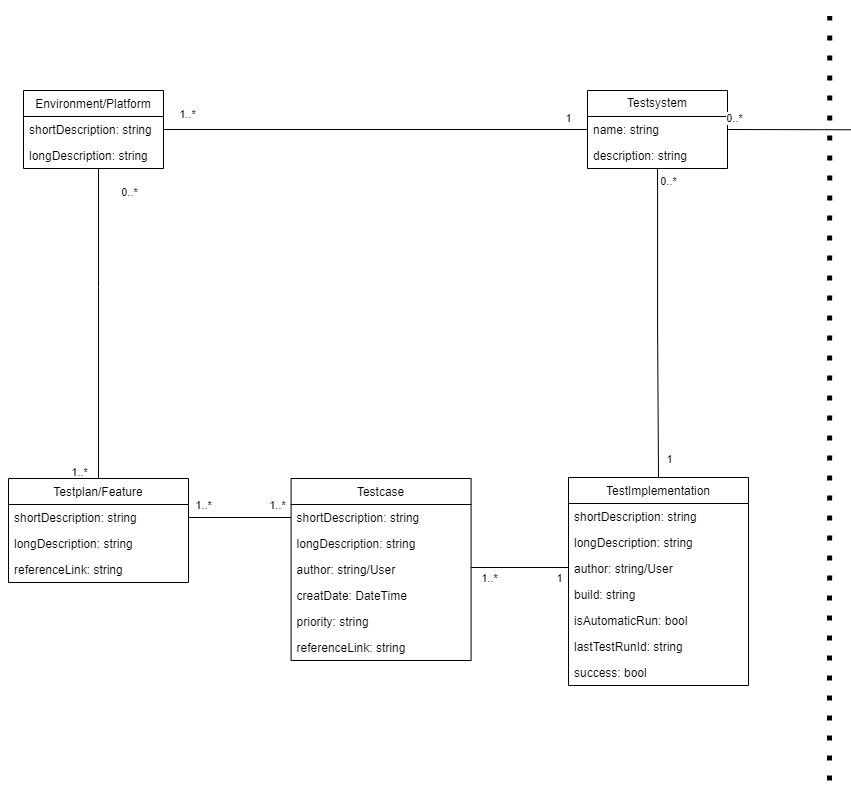 Environment/Platform
shortDescription: string
longDescription: string
1..*
1
Testsystem
name: string
description: string
0..*
0..*
0..*
1..*
1
Testplan/Feature
shortDescription: string
longDescription: string
referenceLink: string
1..*
1..*
Testcase
shortDescription: string
longDescription: string
author: string/User
creatDate: DateTime
priority: string
referenceLink: string
1..*
1
TestImplementation
shortDescription: string
longDescription: string
author: string/User
build: string
isAutomaticRun: bool
lastTestRunId: string
success: bool